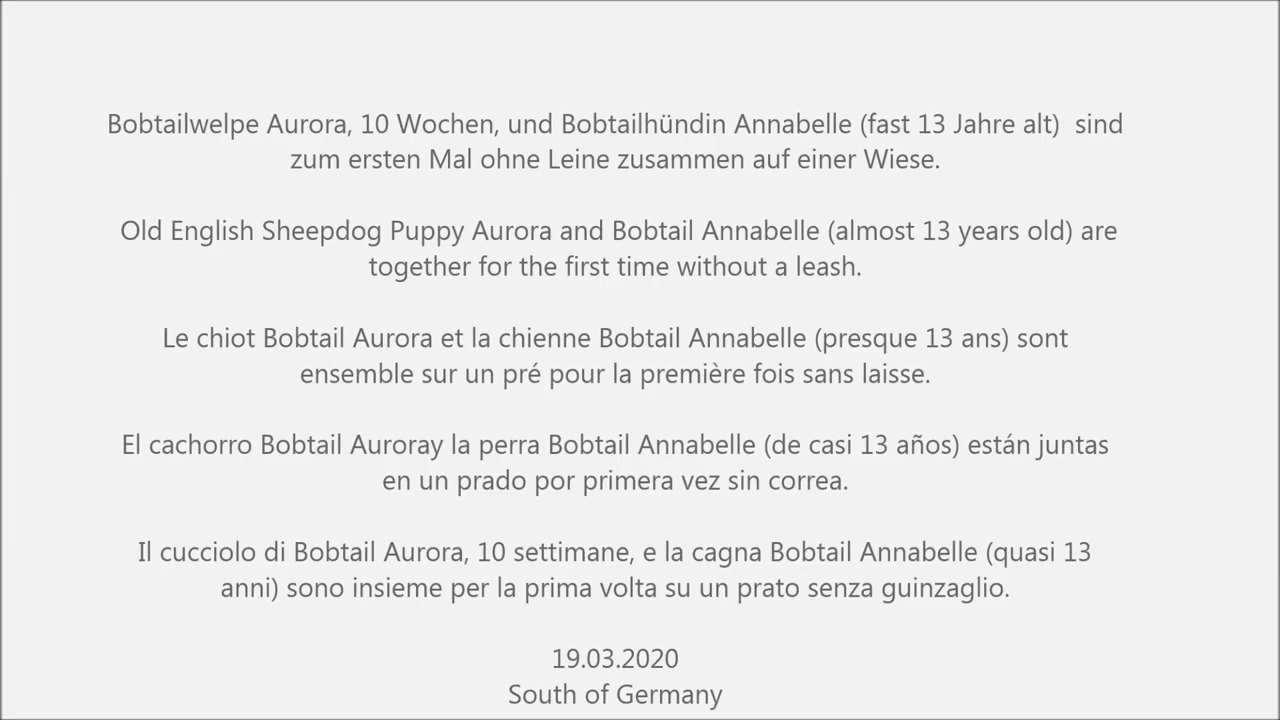 Bobtailwelpe Aurora, 10 Wochen, und Bobtailhündin Annabelle (fast 13 Jahre alt)  sind
zum ersten Mal ohne Leine zusammen auf einer Wiese.
Old English Sheepdog Puppy Aurora and Bobtail Annabelle (almost 13 years old) are
together for the first time without a leash.
Le chiot Bobtail Aurora et la chienne Bobtail Annabelle (presque 13 ans) sont
ensemble sur un pré pour la première fois sans laisse.
El cachorro Bobtail Auroray la perra Bobtail Annabelle (de casi 13 años) están juntas
en un prado por primera vez sin correa.
Il cucciolo di Bobtail Aurora, 10 settimane, e la cagna Bobtail Annabelle (quasi 13
anni) sono insieme per la prima volta su un prato senza guinzaglio.
19.03.2020
South of Germany